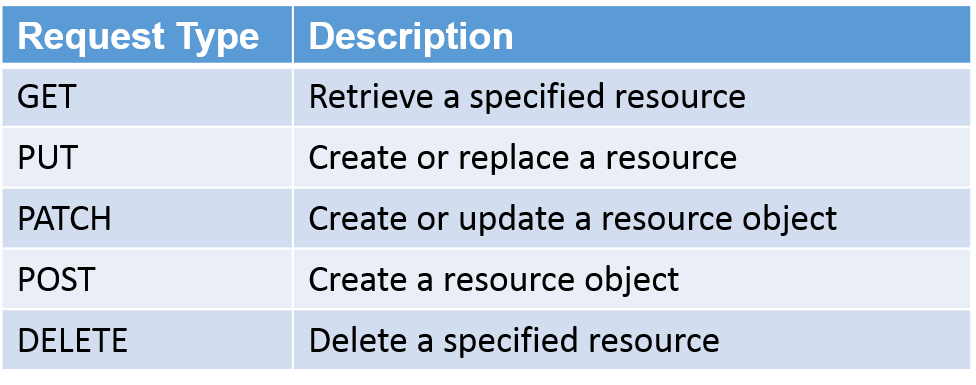 Request Type Description
GET Retrieve a specified resource
PUT Create or replace a resource
PATCH Create or update a resource object
POST Create a resource object
DELETE Delete a specified resource